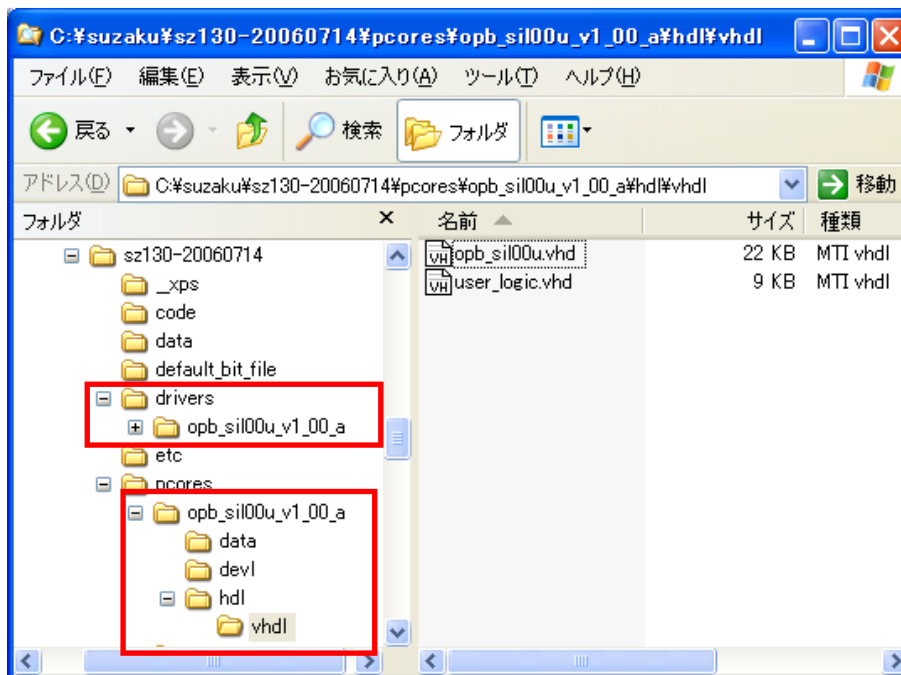 C:¥suzaku¥sz130-20060714¥pcores¥opb_sil00u_v1_00_a¥hdl¥vhdl
ファイル(F) 編集(E) 表示(V) お気に入り(A) ツール(T) ヘルプ(H)
戻る 検索 フォルダ
アドレス(D) C:¥suzaku¥sz130-20060714¥pcores¥opb_sil00u_v1_00_a¥hdl¥vhdl 移動
フォルダ × 名前 サイズ 種類
sz130-20060714 opb_sil00u.vhd 22 KB MTI vhdl
_xps user_logic.vhd 9 KB MTI vhdl
code
data
default_bit_file
drivers
opb_sil00u_v1_00_a
etc
pcores
opb_sil00u_v1_00_a
data
devl
hdl
vhdl